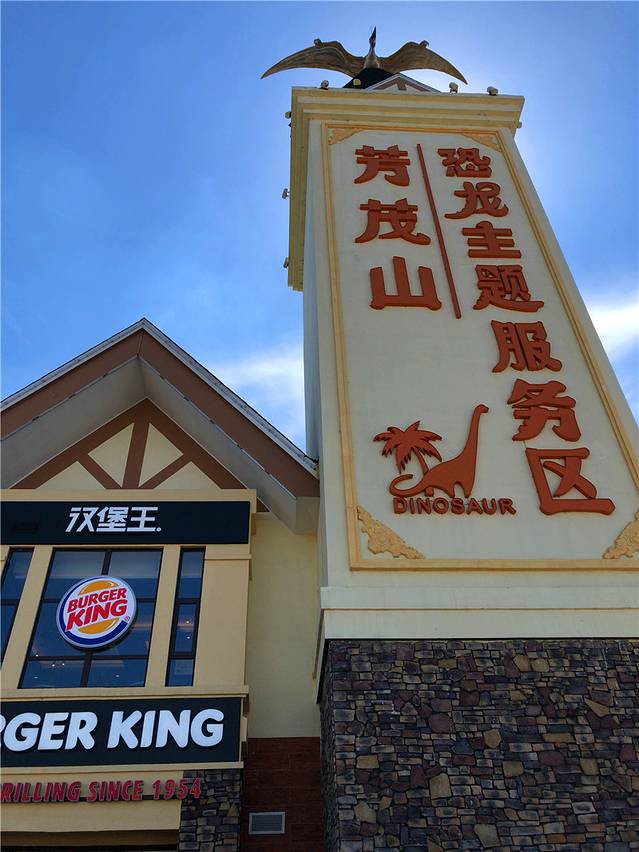 芳茂山
恐龙主题服务区
DINOSAUR
汉堡王
BURGER
KING
RGER KING
RILLING SINCE 1954